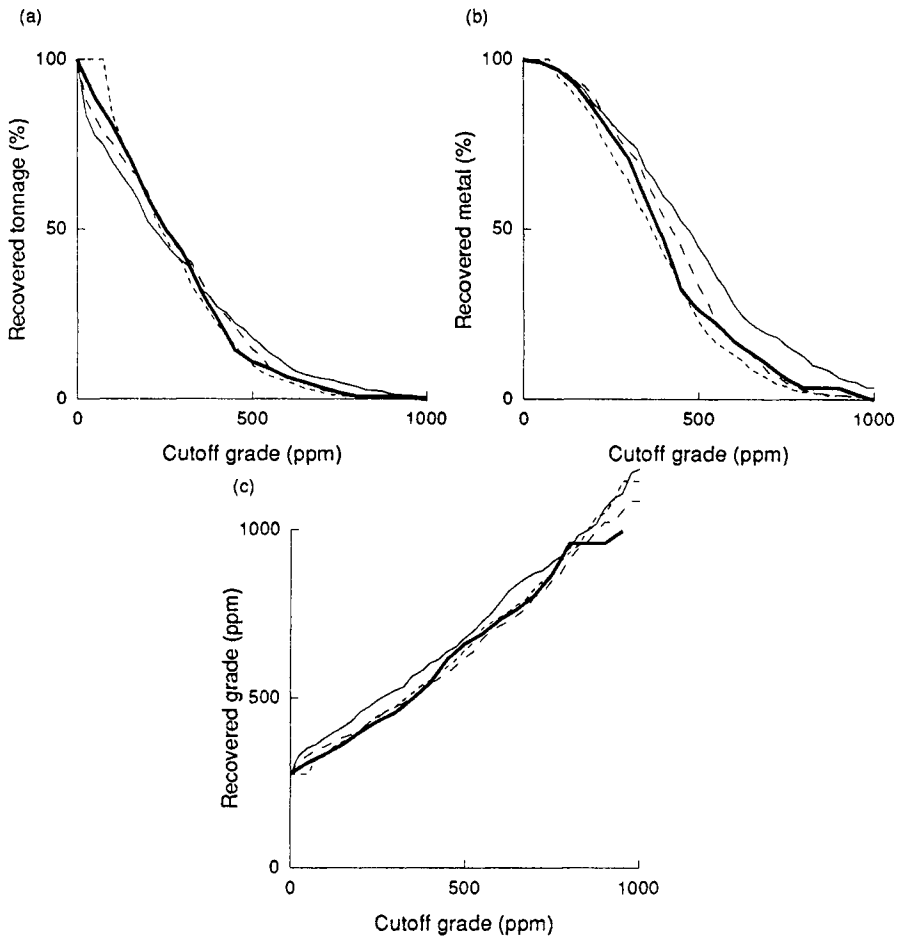 (a)
100
50
0
Recovered tonnage (%)
0
500
1000
Cutoff grade (ppm)
(b)
100
50
0
Recovered metal (%)
0
500
1000
Cutoff grade (ppm)
(c)
1000
500
0
Recovered grade (ppm)
0
500
1000
Cutoff grade (ppm)